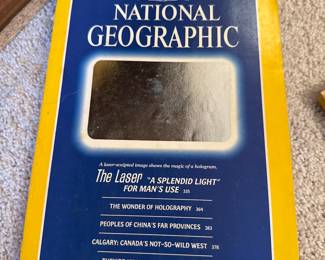 NATIONAL
GEOGRAPHIC
A laser-sculpted image shows the magic of a hologram.
The Laser "A SPLENDID LIGHT" FOR MAN'S USE 335
THE WONDER OF HOLOGRAPHY 364
PEOPLES OF CHINA'S FAR PROVINCES 283
CALGARY: CANADA'S NOT-SO-WILD WEST 378